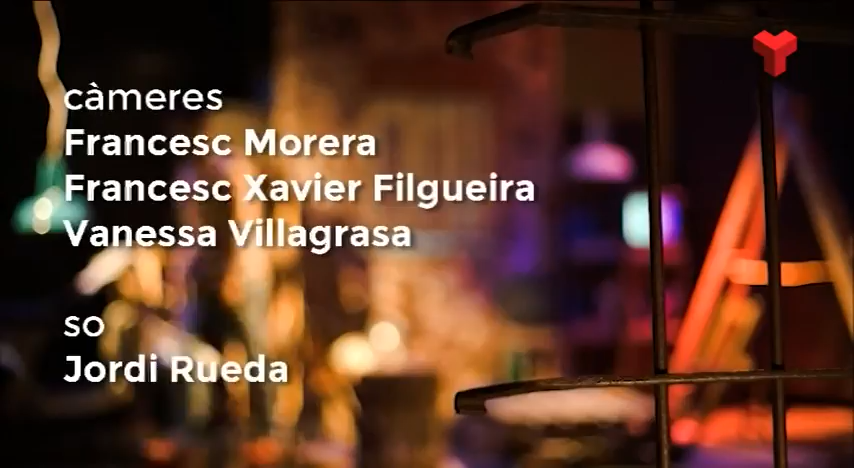 càmeres
Francesc Morera
Francesc Xavier Filgueira
Vanessa Villagrasa
so
Jordi Rueda